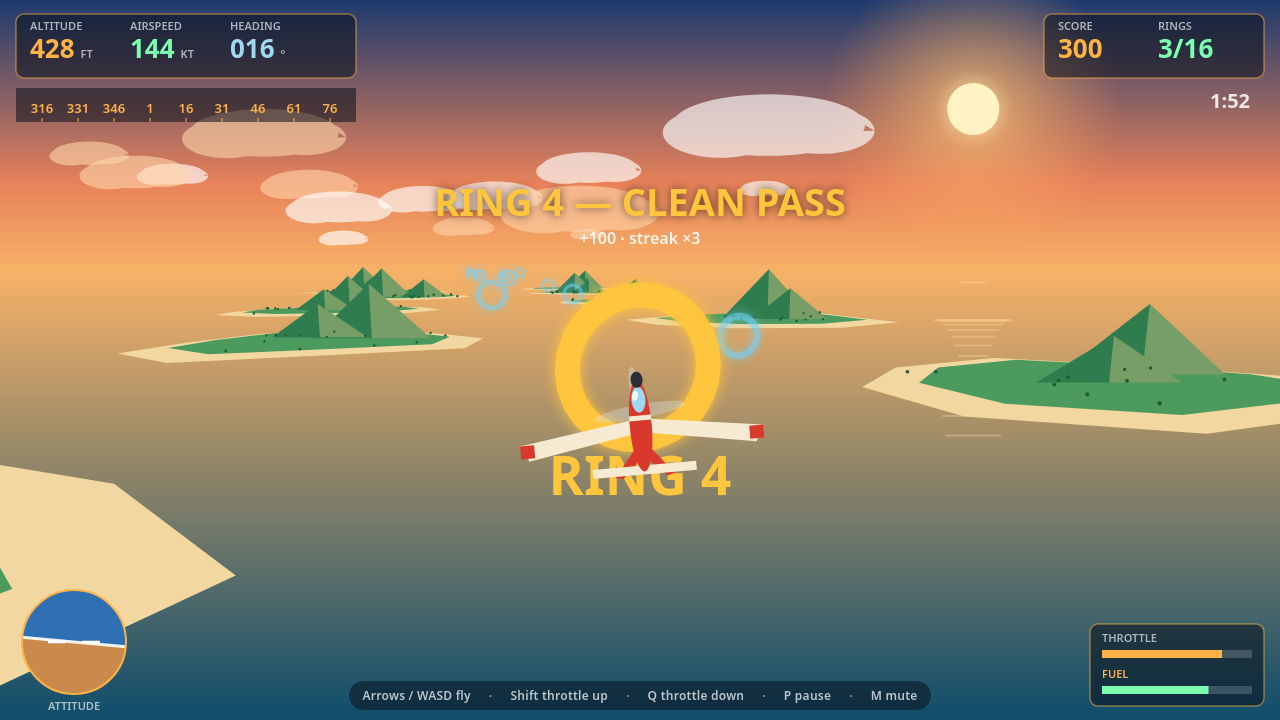 ALTITUDE AIRSPEED HEADING
428 FT 144 KT 016 °
316 331 346 1 16 31 46 61 76
SCORE RINGS
300 3/16
1:52
RING 4 — CLEAN PASS
+100 · streak ×3
RING 4
ATTITUDE
Arrows / WASD fly · Shift throttle up · Q throttle down · P pause · M mute
THROTTLE
FUEL